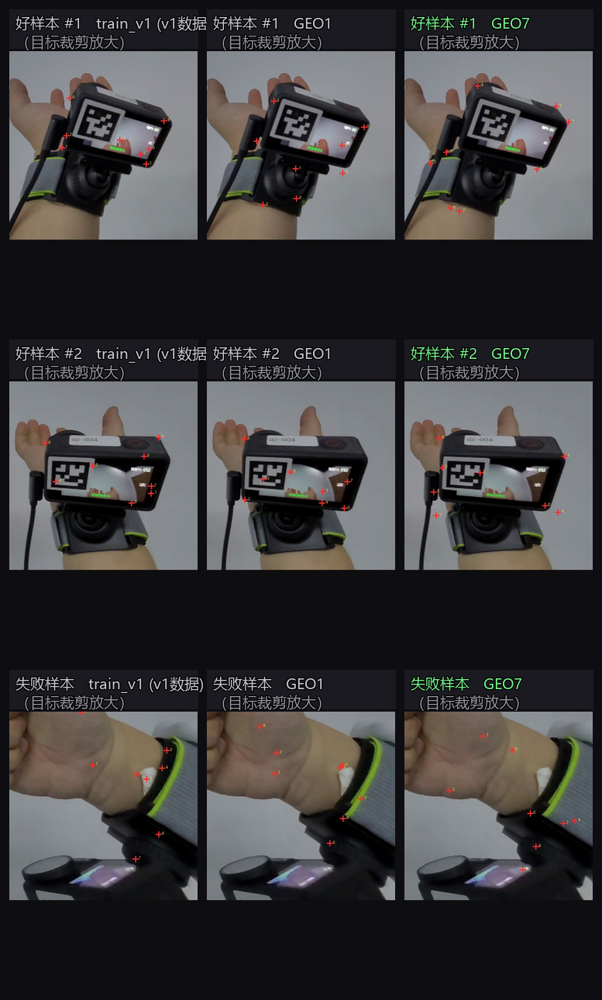 好样本 #1 train_v1 (v1数据
（目标裁剪放大）
好样本 #1 GEO1
（目标裁剪放大）
好样本 #1 GEO7
（目标裁剪放大）
好样本 #2 train_v1 (v1数据
（目标裁剪放大）
dji-004
好样本 #2 GEO1
（目标裁剪放大）
dji-004
好样本 #2 GEO7
（目标裁剪放大）
dji-004
失败样本 train_v1 (v1数据)
（目标裁剪放大）
失败样本 GEO1
（目标裁剪放大）
失败样本 GEO7
（目标裁剪放大）